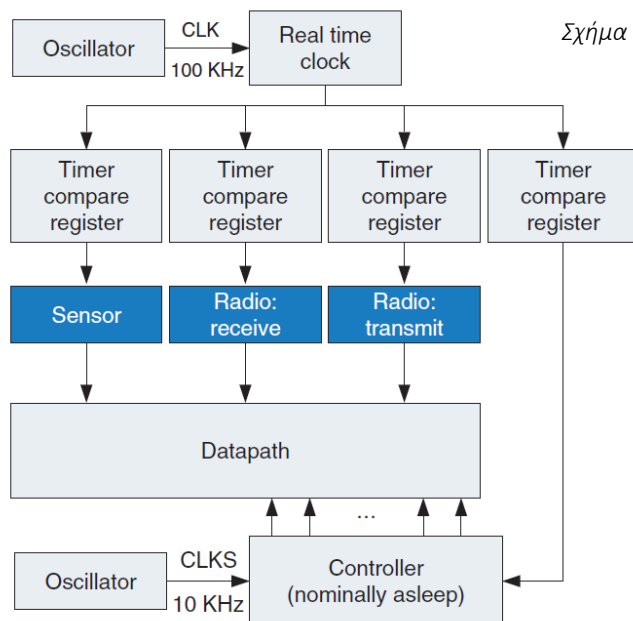 Oscillator
CLK
100 KHz
Real time
clock
Σχήμα
Timer
compare
register
Timer
compare
register
Timer
compare
register
Timer
compare
register
Sensor
Radio:
receive
Radio:
transmit
Datapath
...
Oscillator
CLKS
10 KHz
Controller
(nominally asleep)